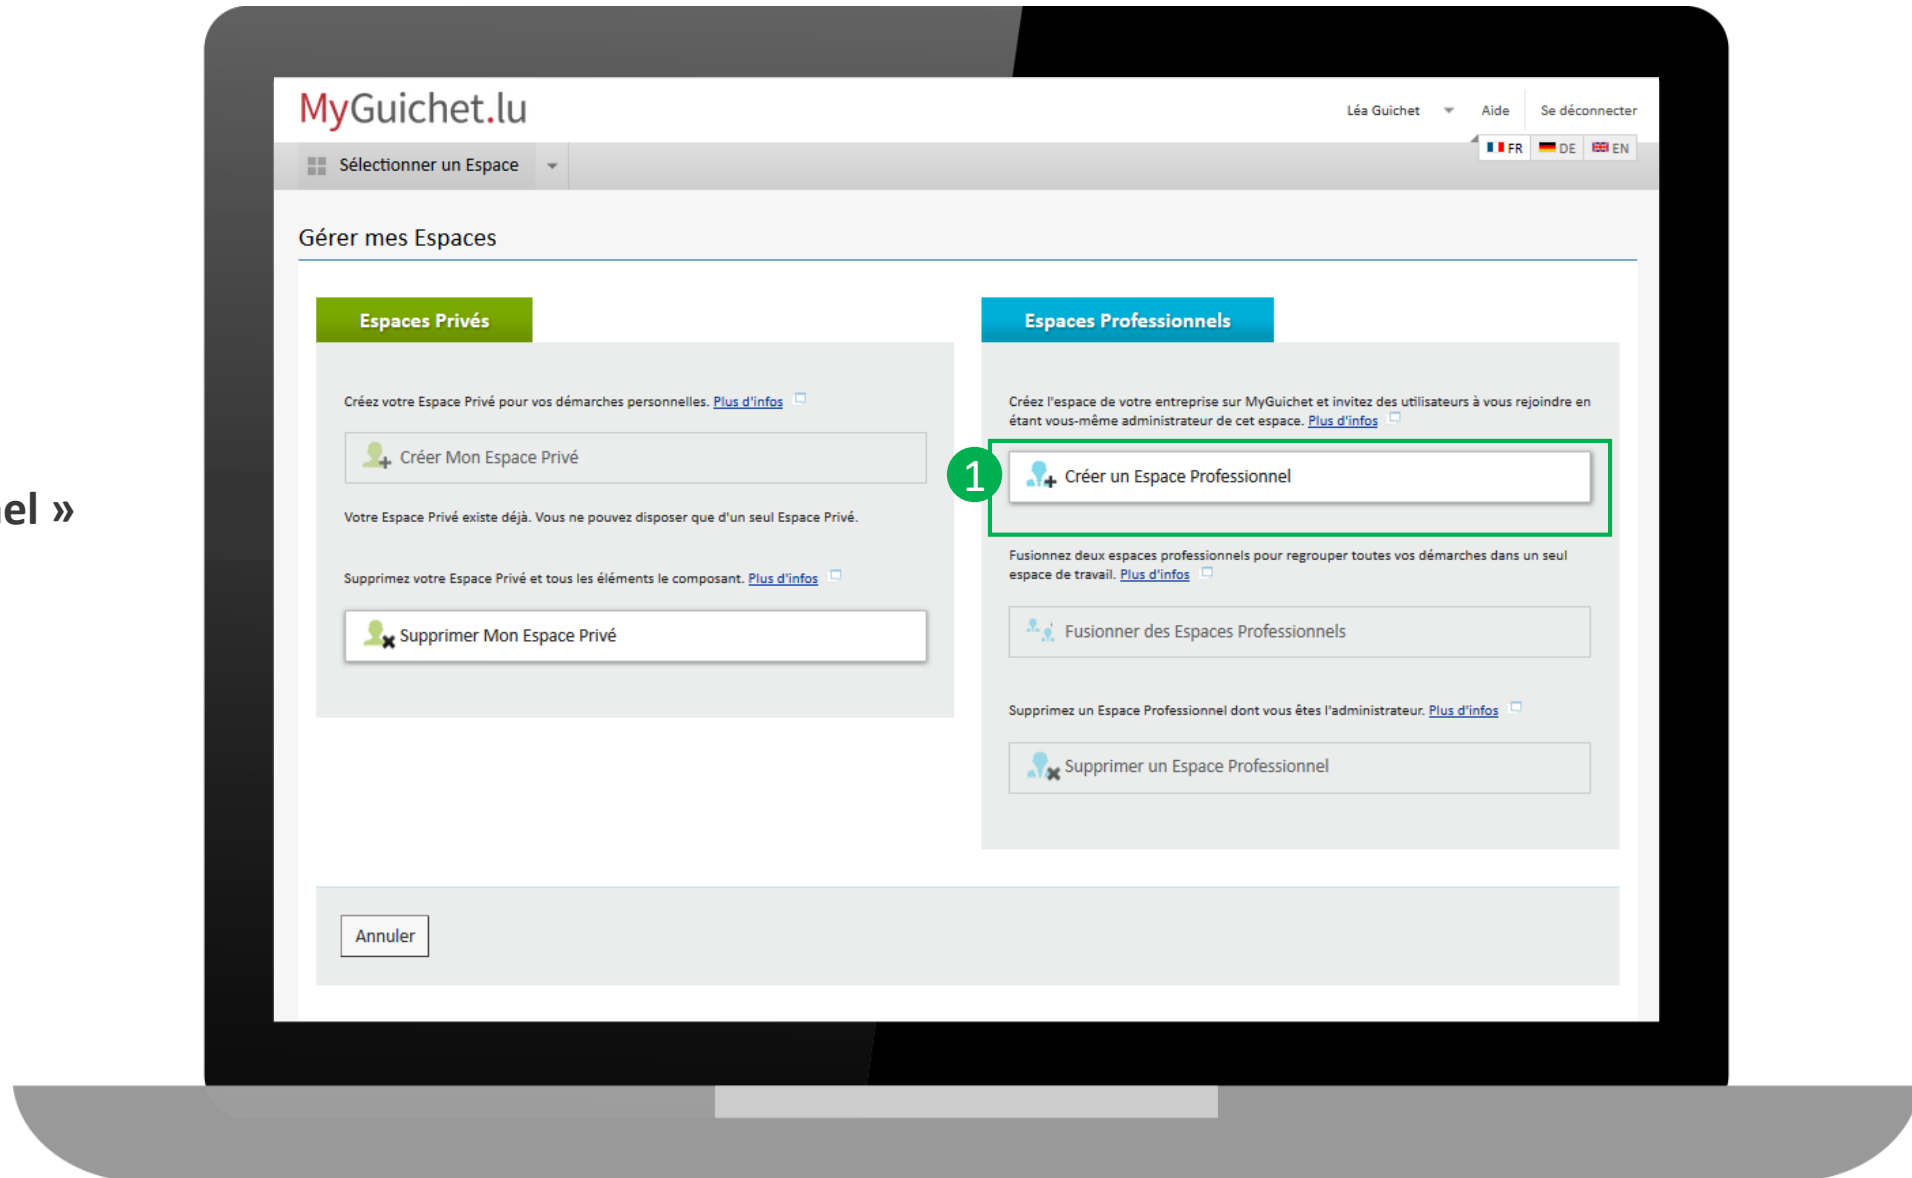 MyGuichet.lu
Léa Guichet
Aide
Se déconnecter
FR
DE
EN
Sélectionner un Espace
Gérer mes Espaces
Espaces Privés
Créez votre Espace Privé pour vos démarches personnelles. Plus d'infos
Créer Mon Espace Privé
Votre Espace Privé existe déjà. Vous ne pouvez disposer que d'un seul Espace Privé.
Supprimez votre Espace Privé et tous les éléments le composant. Plus d'infos
Supprimer Mon Espace Privé
Espaces Professionnels
Créez l'espace de votre entreprise sur MyGuichet et invitez des utilisateurs à vous rejoindre en
étant vous-même administrateur de cet espace. Plus d'infos
1
Créer un Espace Professionnel
Fusionnez deux espaces professionnels pour regrouper toutes vos démarches dans un seul
espace de travail. Plus d'infos
Fusionner des Espaces Professionnels
Supprimez un Espace Professionnel dont vous êtes l'administrateur. Plus d'infos
Supprimer un Espace Professionnel
Annuler
el »